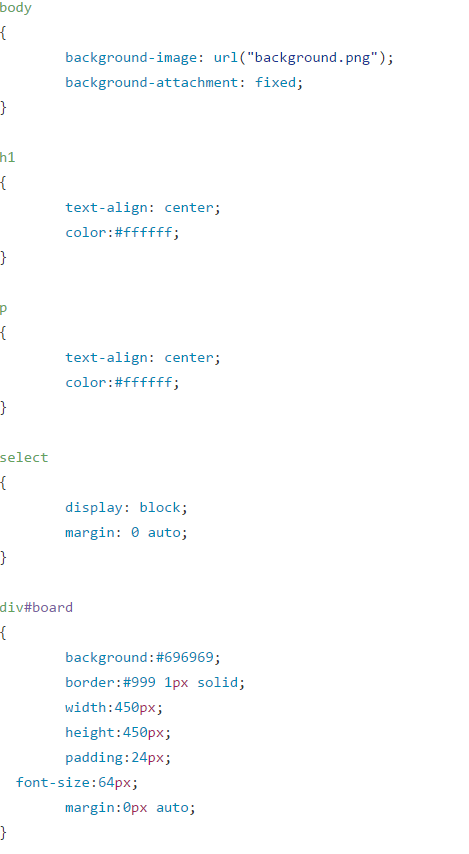 body
{
        background-image: url("background.png");
        background-attachment: fixed;
}

h1
{
        text-align: center;
        color:#ffffff;
}

p
{
        text-align: center;
        color:#ffffff;
}

select
{
        display: block;
        margin: 0 auto;
}

div#board
{
        background:#696969;
        border:#999 1px solid;
        width:450px;
        height:450px;
        padding:24px;
  font-size:64px;
        margin:0px auto;
}